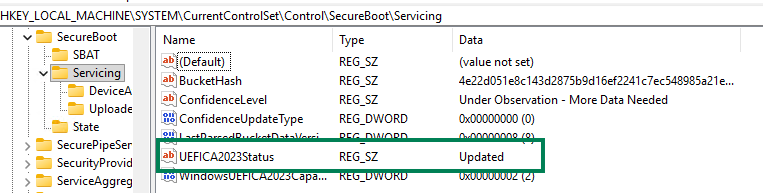 HKEY_LOCAL_MACHINE\SYSTEM\CurrentControlSet\Control\SecureBoot\Servicing
SecureBoot
SBAT
Servicing
DeviceA
Uploade
State
SecurePipeSer
SecurityProvid
ServiceAggreg
Name Type Data
(Default) REG_SZ (value not set)
BucketHash REG_SZ 4e22d051e8c143d2875b9d16ef2241c7ec548985a21e...
ConfidenceLevel REG_SZ Under Observation - More Data Needed
ConfidenceUpdateType REG_DWORD 0x00000000 (0)
LastParsedBucketDataVersi... REG_DWORD 0x00000008 (8)
UEFICA2023Status REG_SZ Updated
WindowsUEFICA2023Capa... REG_DWORD 0x00000002 (2)